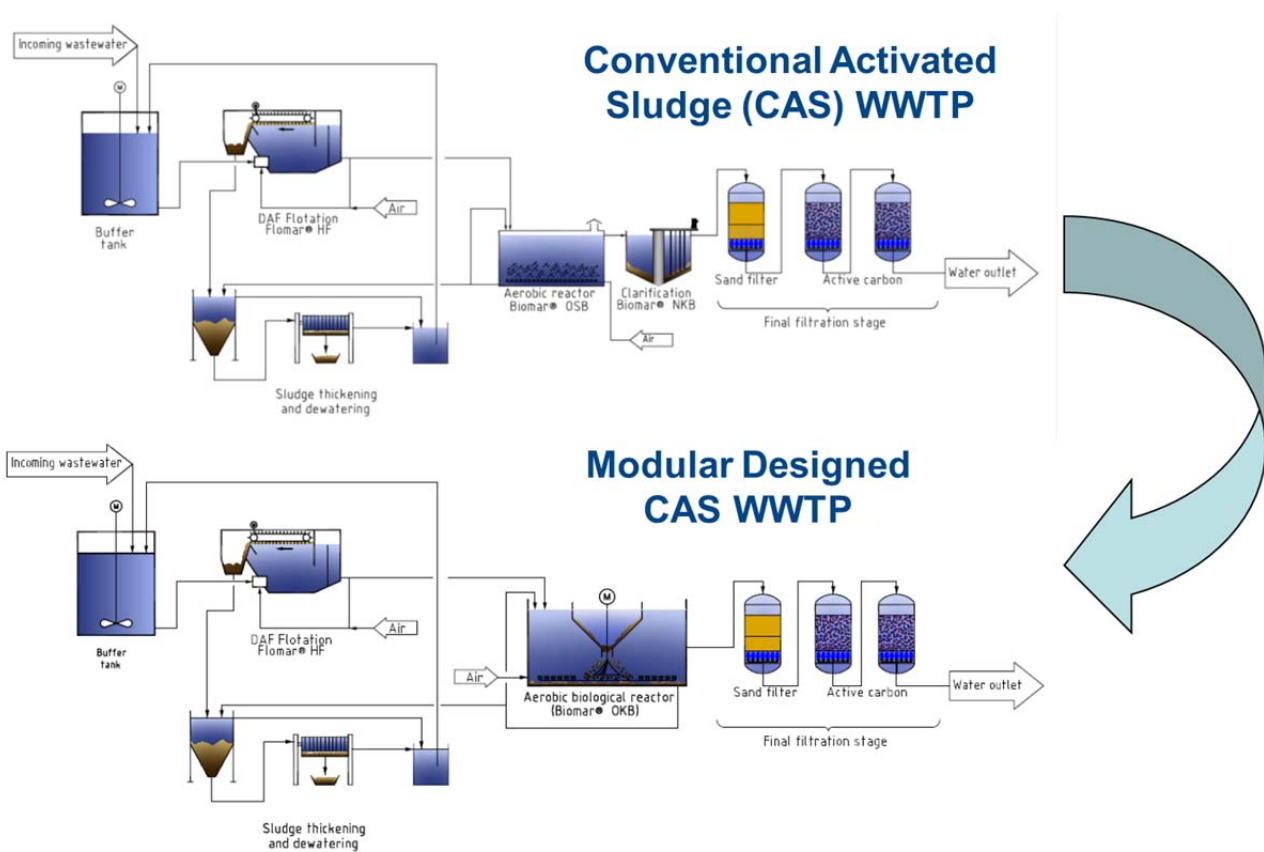 Incoming wastewater
Conventional Activated
Sludge (CAS) WWTP
M
Buffer
tank
DAF Flotation
Flomar® HF
Air
Aerobic reactor
Biomar® OSB
Clarification
Biomar® NKB
Air
Sand filter
Active carbon
Water outlet
Final filtration stage
Sludge thickening
and dewatering
Modular Designed
CAS WWTP
Incoming wastewater
M
Buffer
tank
DAF Flotation
Flomar® HF
Air
M
Air
Aerobic biological reactor
(Biomar® OKB)
Sand filter
Active carbon
Water outlet
Final filtration stage
Sludge thickening
and dewatering